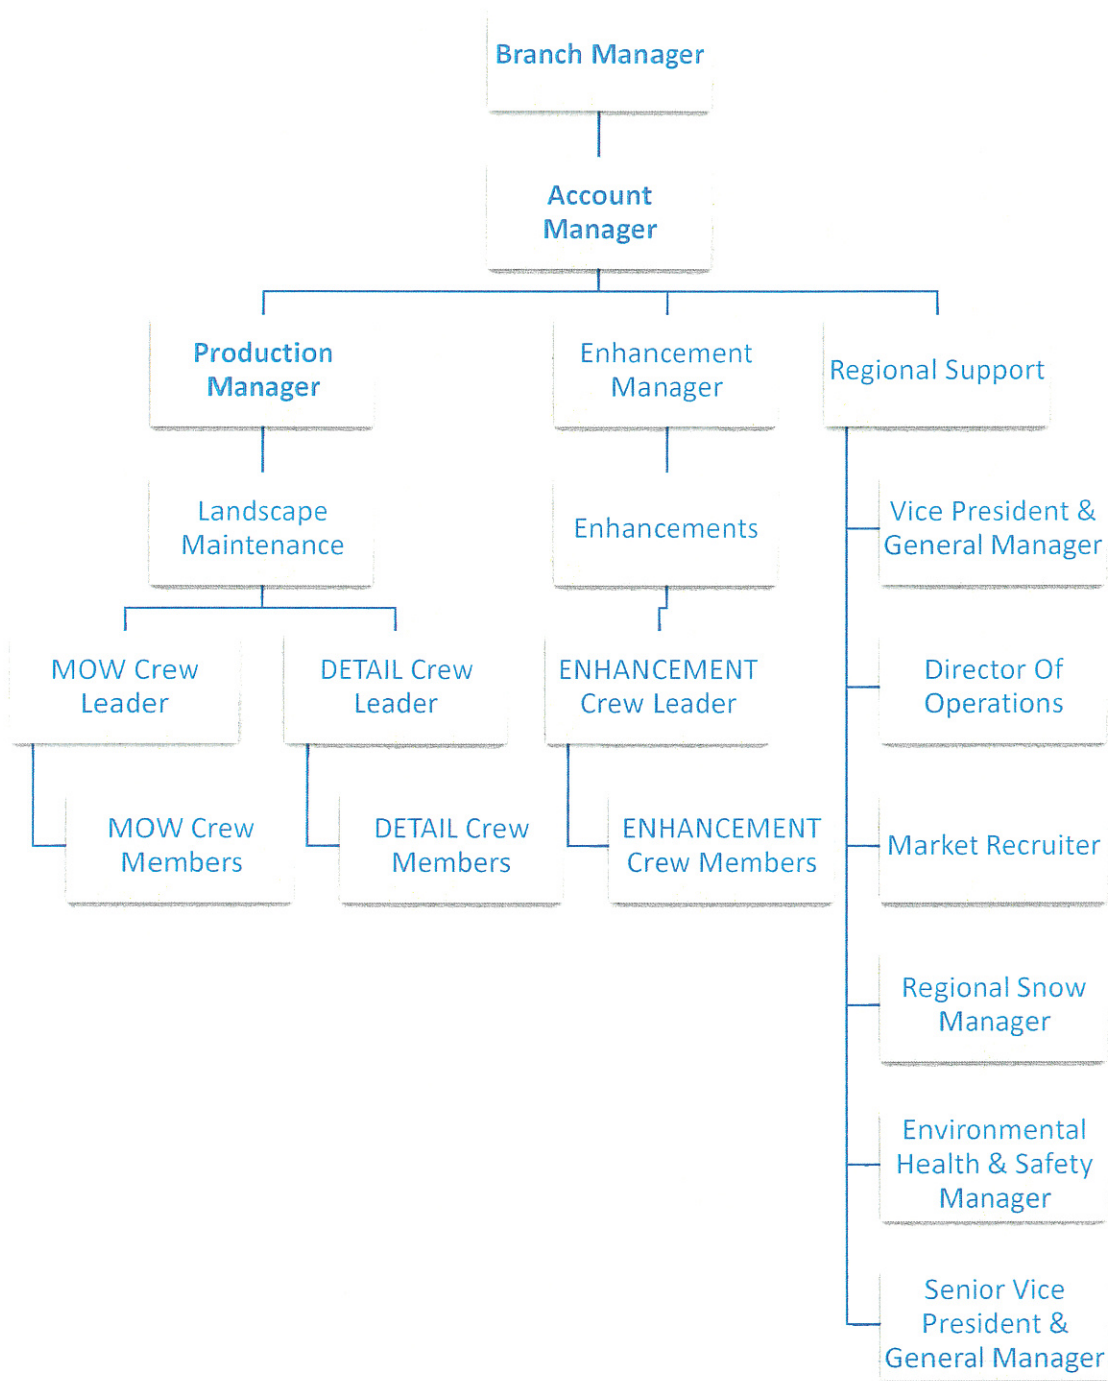 Branch Manager
Account
Manager
Production
Manager
Enhancement
Manager
Regional Support
Landscape
Maintenance
Enhancements
Vice President &
General Manager
MOW Crew
Leader
DETAIL Crew
Leader
ENHANCEMENT
Crew Leader
Director Of
Operations
MOW Crew
Members
DETAIL Crew
Members
ENHANCEMENT
Crew Members
Market Recruiter
Regional Snow
Manager
Environmental
Health & Safety
Manager
Senior Vice
President &
General Manager